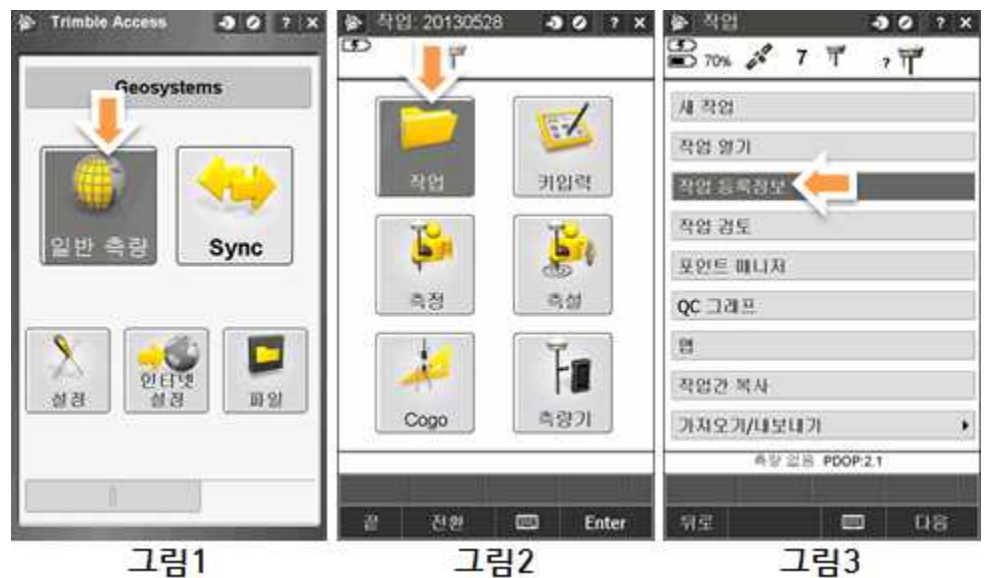 Trimble Access
? ×
Geosystems
일반 측량
Sync
설정
인터넷
설정
파일
그림1
작업: 20130528
? ×
작업
키입력
측정
측설
Cogo
측량기
끝
전환
Enter
그림2
작업
? ×
70%
7
?
새 작업
작업 열기
작업 등록정보
작업 검토
포인트 매니저
QC 그래프
맵
작업간 복사
가져오기/내보내기
측량 없음 PDOP:2.1
뒤로
다음
그림3